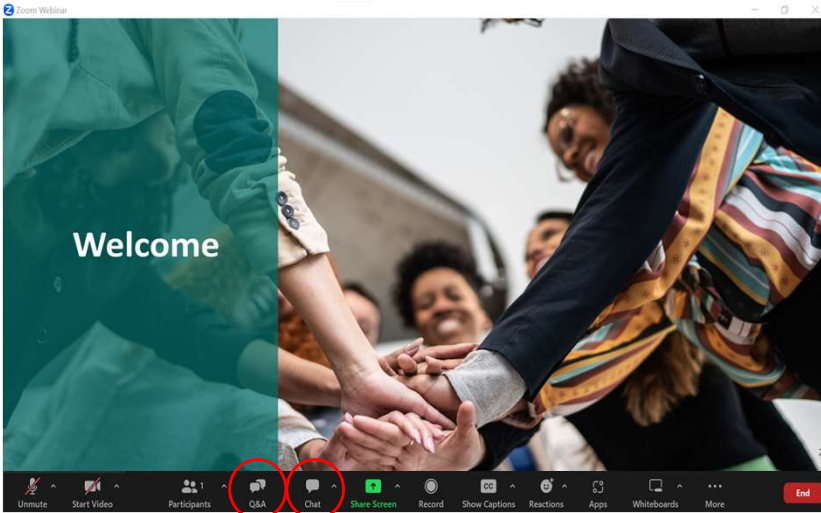 Zoom Webinar
Welcome
Unmute
Start Video
1
Participants
Q&A
Chat
Share Screen
Record
CC
Show Captions
Reactions
Apps
Whiteboards
More
End